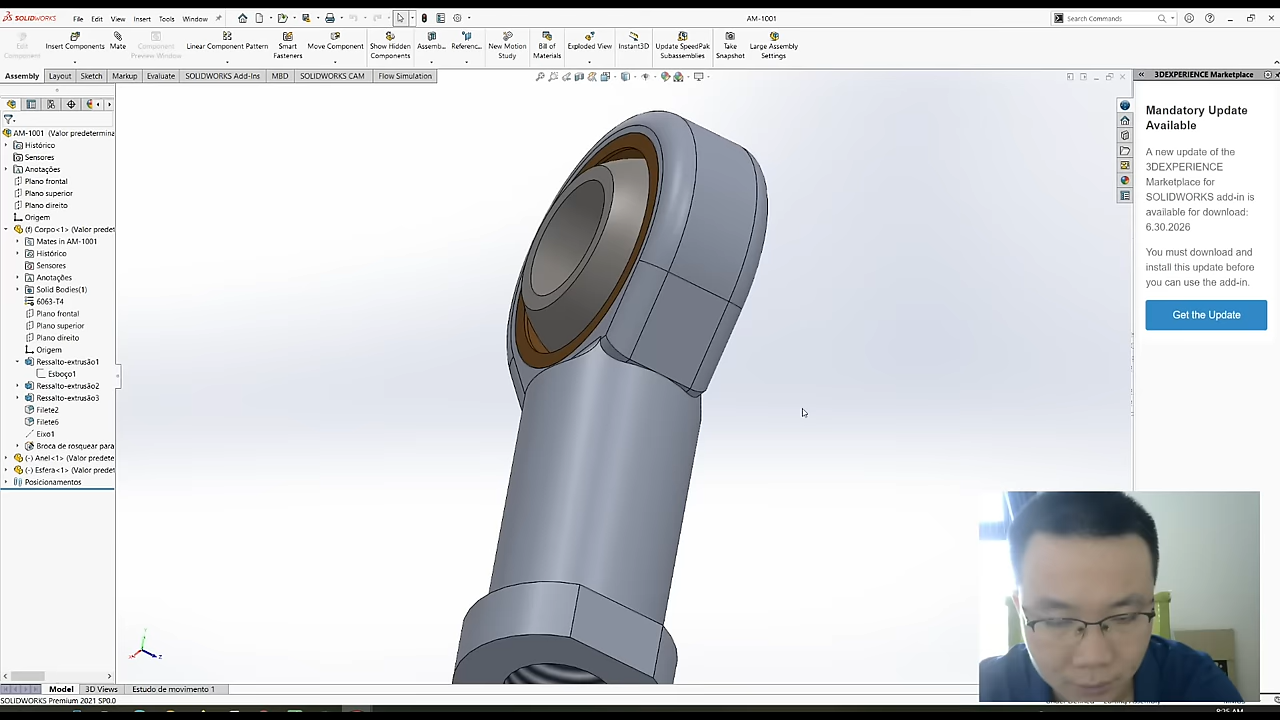 SOLIDWORKS File Edit View Insert Tools Window AM-1001 Search Commands
Edit Component Insert Components Mate Component Preview Window Linear Component Pattern Smart Fasteners Move Component Show Hidden Components Assemb... Referenc... New Motion Study Bill of Materials Exploded View Instant3D Update SpeedPak Subassemblies Take Snapshot Large Assembly Settings
Assembly Layout Sketch Markup Evaluate SOLIDWORKS Add-Ins MBD SOLIDWORKS CAM Flow Simulation
3DEXPERIENCE Marketplace
AM-1001 (Valor predetermina
Histórico
Sensores
Anotações
Plano frontal
Plano superior
Plano direito
Origem
(f) Corpo<1> (Valor predet
Mates in AM-1001
Histórico
Sensores
Anotações
Solid Bodies(1)
6063-T4
Plano frontal
Plano superior
Plano direito
Origem
Ressalto-extrusão1
Esboço1
Ressalto-extrusão2
Ressalto-extrusão3
Filete2
Filete6
Eixo1
Broca de rosquear para
(-) Anel<1> (Valor predete
(-) Esfera<1> (Valor prede
Posicionamentos
Mandatory Update
Available
A new update of the
3DEXPERIENCE
Marketplace for
SOLIDWORKS add-in is
available for download:
6.30.2026
You must download and
install this update before
you can use the add-in.
Get the Update
Model 3D Views Estudo de movimento 1
SOLIDWORKS Premium 2021 SP0.0